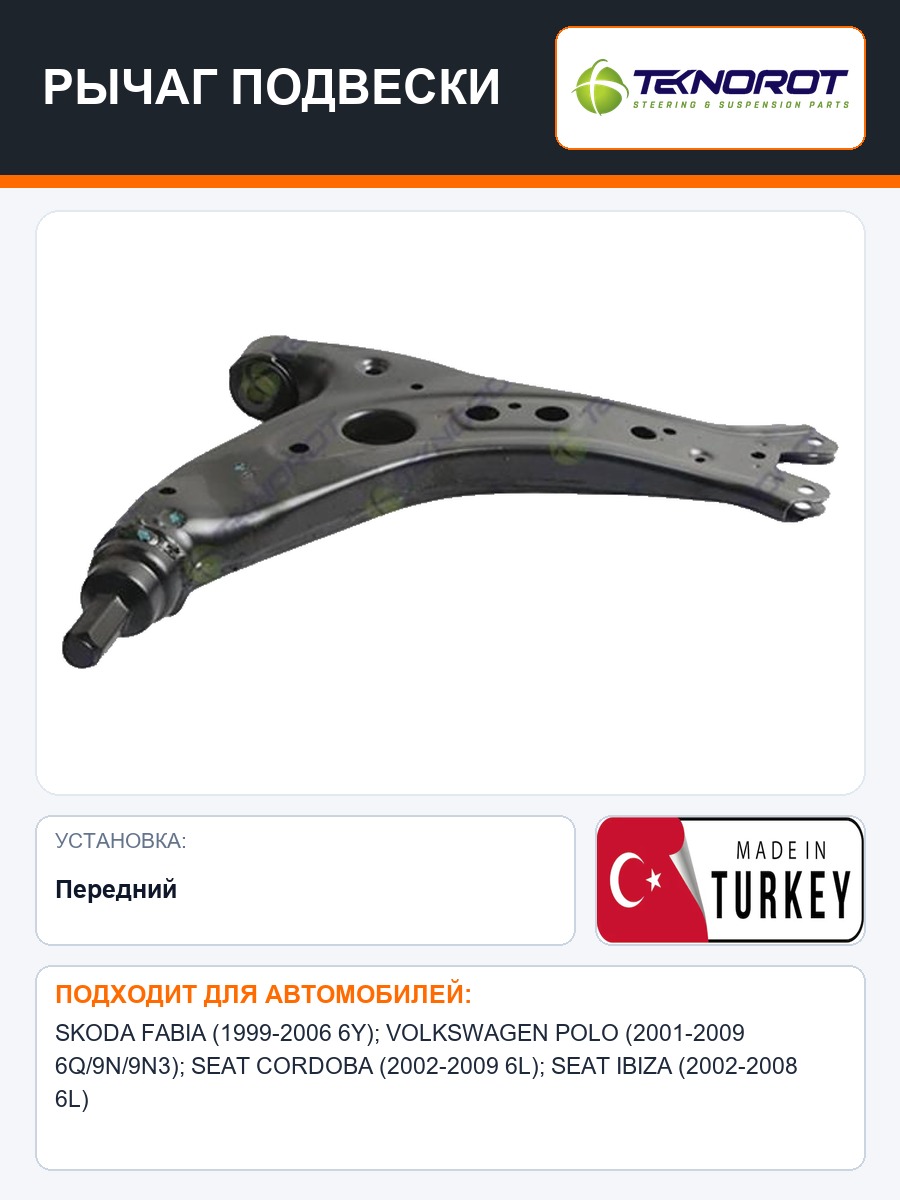 РЫЧАГ ПОДВЕСКИ
TEKNOROT
STEERING & SUSPENSION PARTS
УСТАНОВКА:
Передний
MADE IN
TURKEY
ПОДХОДИТ ДЛЯ АВТОМОБИЛЕЙ:
SKODA FABIA (1999-2006 6Y); VOLKSWAGEN POLO (2001-2009
6Q/9N/9N3); SEAT CORDOBA (2002-2009 6L); SEAT IBIZA (2002-2008
6L)